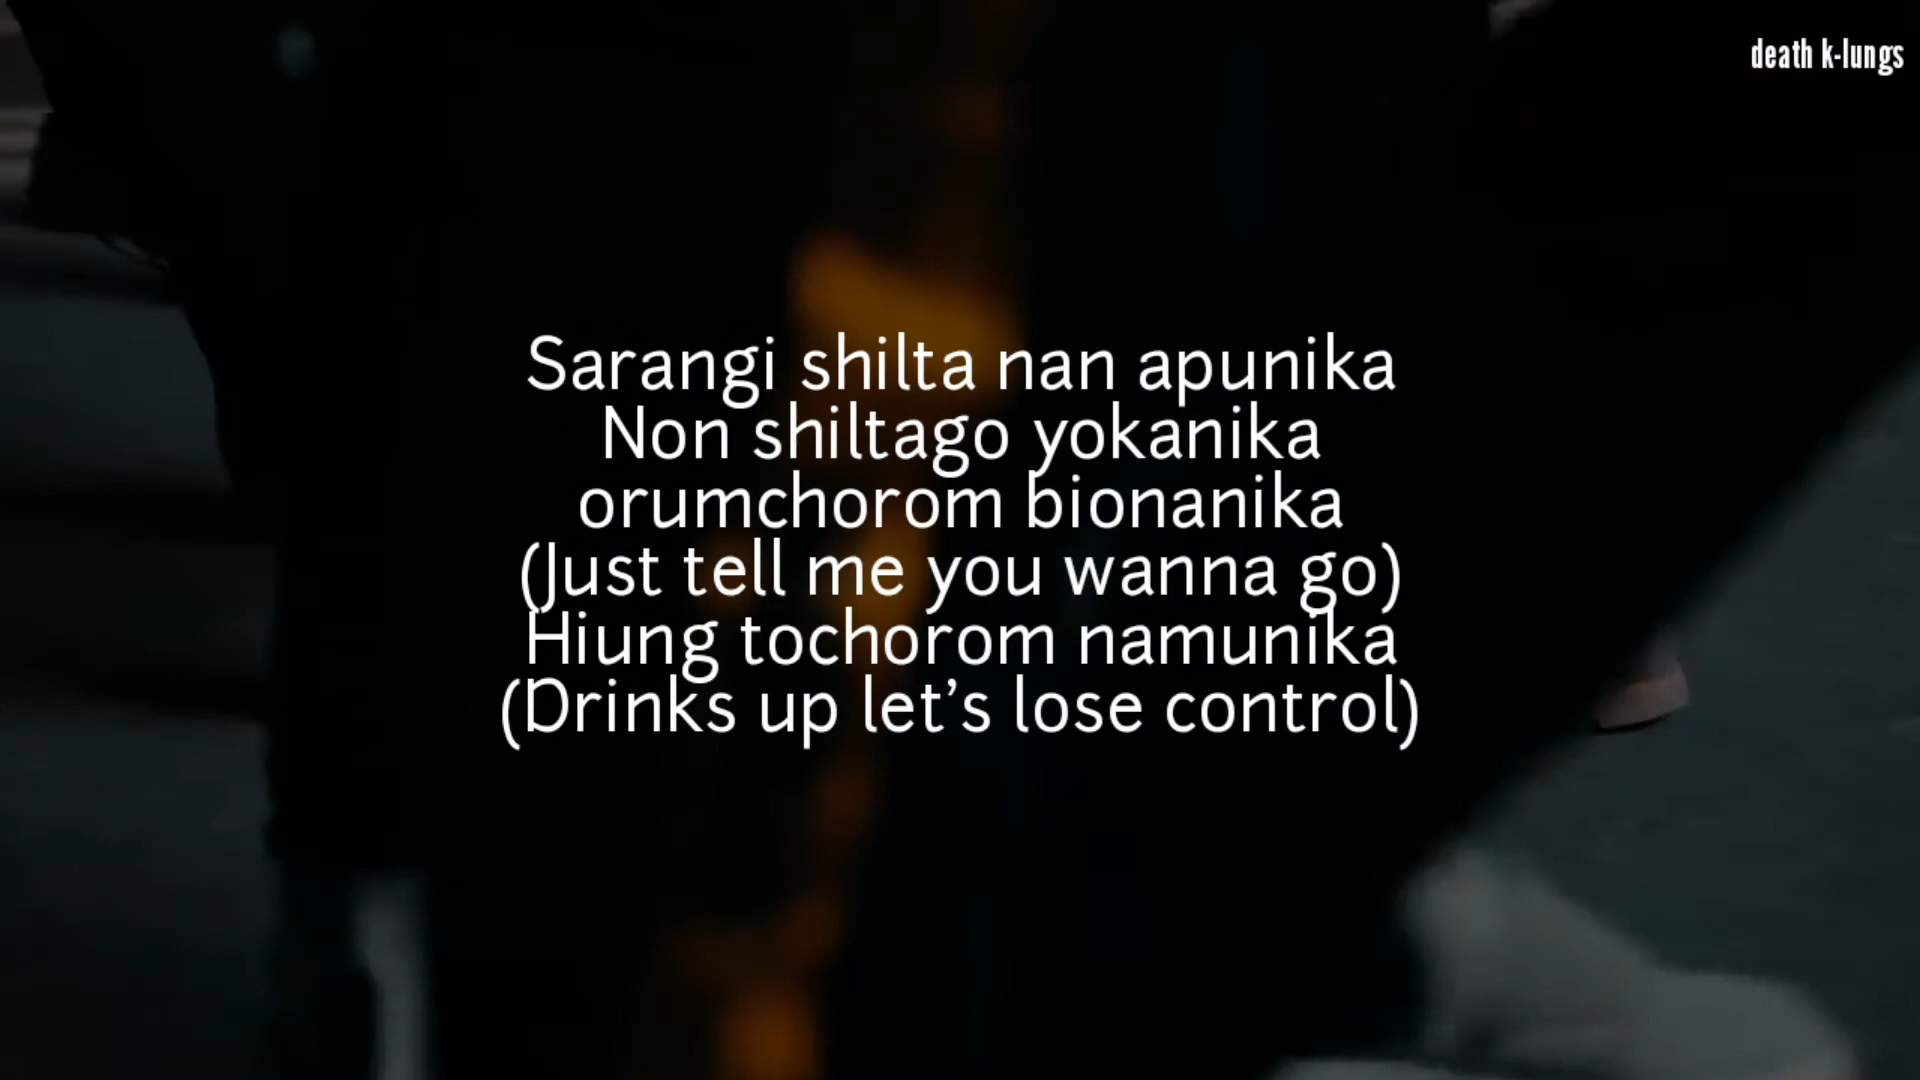 death k-lungs
Sarangi shilta nan apunika
Non shiltago yokanika
orumchorom bionanika
(Just tell me you wanna go)
Hiung tochorom namunika
(Drinks up let’s lose control)